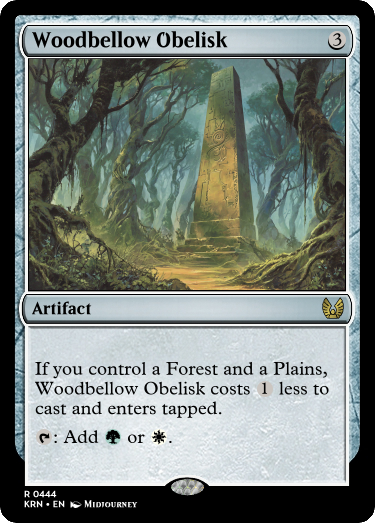 Woodbellow Obelisk 3
Artifact
If you control a Forest and a Plains,
Woodbellow Obelisk costs 1 less to
cast and enters tapped.
: Add or .
R 0444
KRN • EN Midjourney